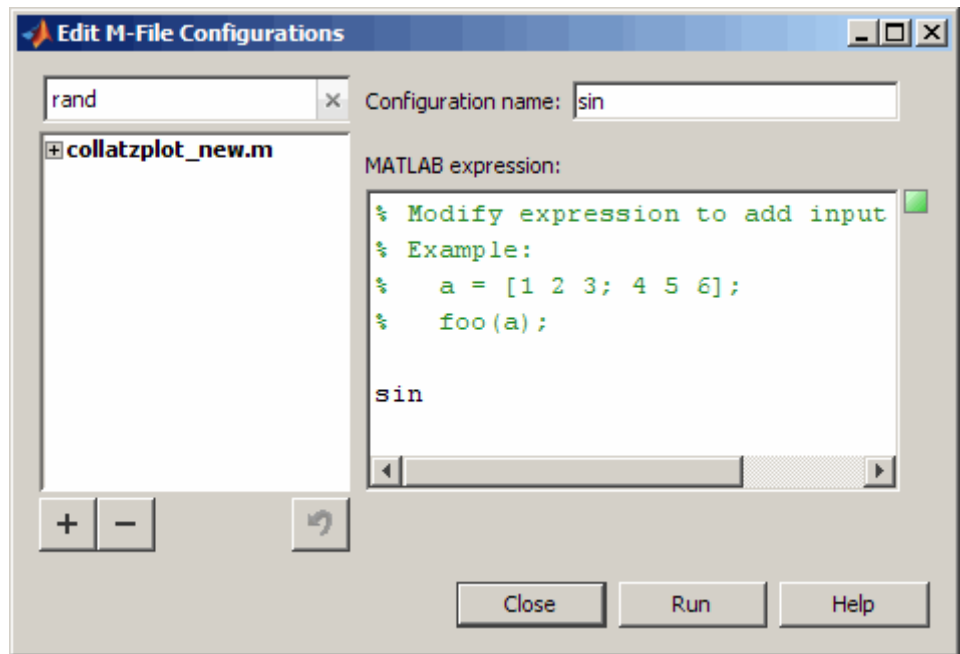 Edit M-File Configurations
rand
Configuration name: sin
collatzplot_new.m
MATLAB expression:
% Modify expression to add input
% Example:
%   a = [1 2 3; 4 5 6];
%   foo(a);
sin
Close
Run
Help